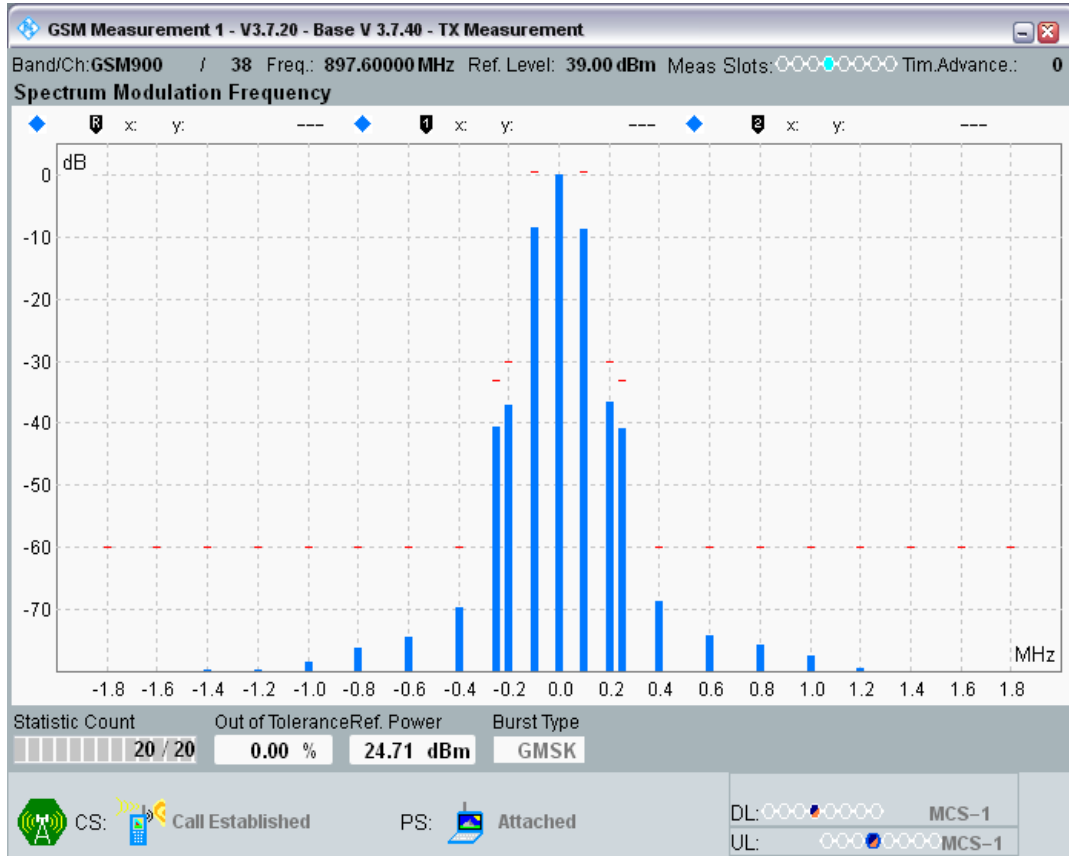 GSM Measurement 1 - V3.7.20 - Base V 3.7.40 - TX Measurement
Band/Ch:GSM900 / 38 Freq.: 897.60000 MHz Ref. Level: 39.00 dBm Meas Slots: Tim.Advance.: 0
Spectrum Modulation Frequency
R x: y: --- 1 x: y: --- 2 x: y: ---
dB
0
-10
-20
-30
-40
-50
-60
-70
MHz
-1.8 -1.6 -1.4 -1.2 -1.0 -0.8 -0.6 -0.4 -0.2 0.0 0.2 0.4 0.6 0.8 1.0 1.2 1.4 1.6 1.8
Statistic Count Out of Tolerance Ref. Power Burst Type
20 / 20 0.00 % 24.71 dBm GMSK
CS: Call Established PS: Attached
DL: MCS-1
UL: MCS-1